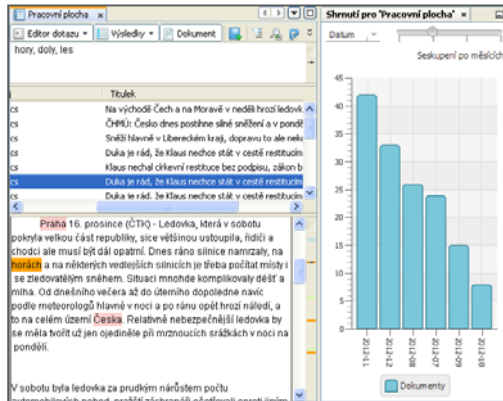 Pracovní plocha
Editor dotazu
Výsledky
Dokument
hory, doly, les
Titulek
cs Na východě Čech a na Moravě v neděli hrozí ledovk
cs ČHMÚ: Česko dnes postihne silné sněžení a v ponděl
cs Sněží hlavně v Libereckém kraji, dopravu to ale neko
cs Duka je rád, že Klaus nechce stát v cestě restitucím
cs Klaus nechal církevní restituce bez podpisu, zákon b
cs Duka je rád, že Klaus nechce stát v cestě restitucím
cs Duka je rád, že Klaus nechce stát v cestě restitucím
Praha 16. prosince (ČTK) - Ledovka, která v sobotu
pokryla velkou část republiky, sice většinou ustoupila, řidiči a
chodci ale musí být dál opatrní. Dnes ráno silnice namrzaly, na
horách a na některých vedlejších silnicích je třeba počítat místy i
se zledovatělým sněhem. Situaci mnohde komplikovaly déšť a
mlha. Od dnešního večera až do úterního dopoledne navíc
podle meteorologů hlavně v noci a po ránu opět hrozí náledí, a
to na celém území Česka. Relativně nebezpečnější ledovka by
se měla tvořit už jen ojediněle při mrznoucích srážkách v noci na
pondělí.
V sobotu byla ledovka za prudkým nárůstem počtu
Shrnutí pro 'Pracovní plocha'
Datum
Seskupení po měsících
45
40
35
30
25
20
15
10
5
0
2012-11
2012-12
2012-08
2012-07
2012-09
2012-10
Dokumenty